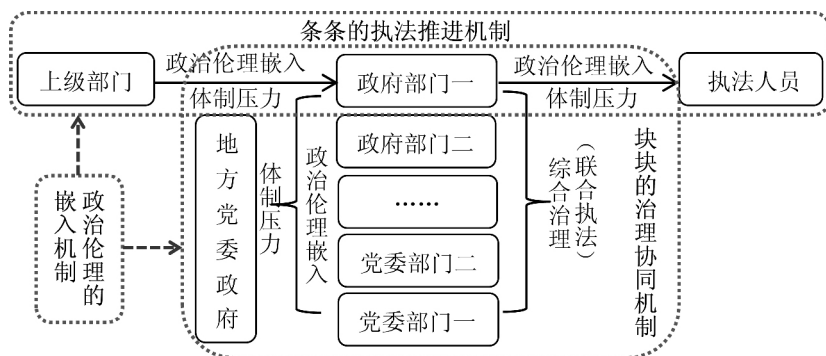 条条的执法推进机制
上级部门
政治伦理嵌入
体制压力
政府部门一
政治伦理嵌入
体制压力
执法人员
政治伦理的
嵌入机制
地方党委政府
体制压力
政治伦理嵌入
政府部门二
……
党委部门二
党委部门一
(联合执法)
综合治理
块块的治理协同机制